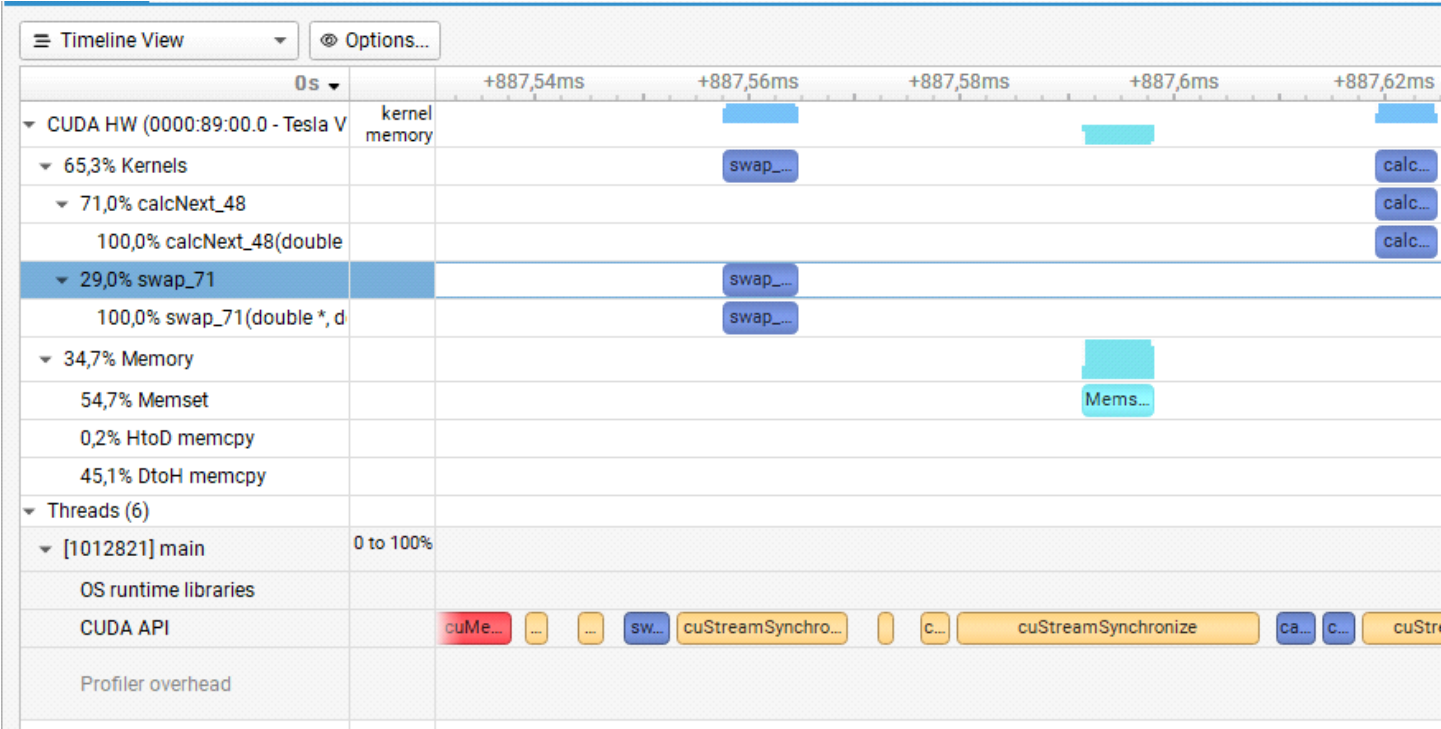 Timeline View Options...
0s +887,54ms +887,56ms +887,58ms +887,6ms +887,62ms
CUDA HW (0000:89:00.0 - Tesla V kernel
memory
65,3% Kernels swap_... calc...
71,0% calcNext_48 calc...
100,0% calcNext_48(double calc...
29,0% swap_71 swap_...
100,0% swap_71(double *, d swap_...
34,7% Memory
54,7% Memset Mems...
0,2% HtoD memcpy
45,1% DtoH memcpy
Threads (6)
[1012821] main 0 to 100%
OS runtime libraries
CUDA API cuMe... ... ... sw... cuStreamSynchro... c... cuStreamSynchronize ca... c... cuStre
Profiler overhead